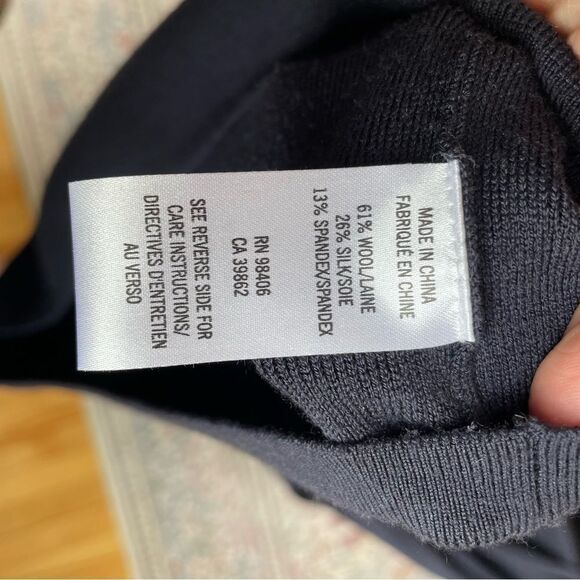 MADE IN CHINA
FABRIQUÉ EN CHINE
61% WOOL/LAINE
26% SILK/SOIE
13% SPANDEX/SPANDEX
RN 98406
CA 39862
SEE REVERSE SIDE FOR
CARE INSTRUCTIONS/
DIRECTIVES D'ENTRETIEN
AU VERSO